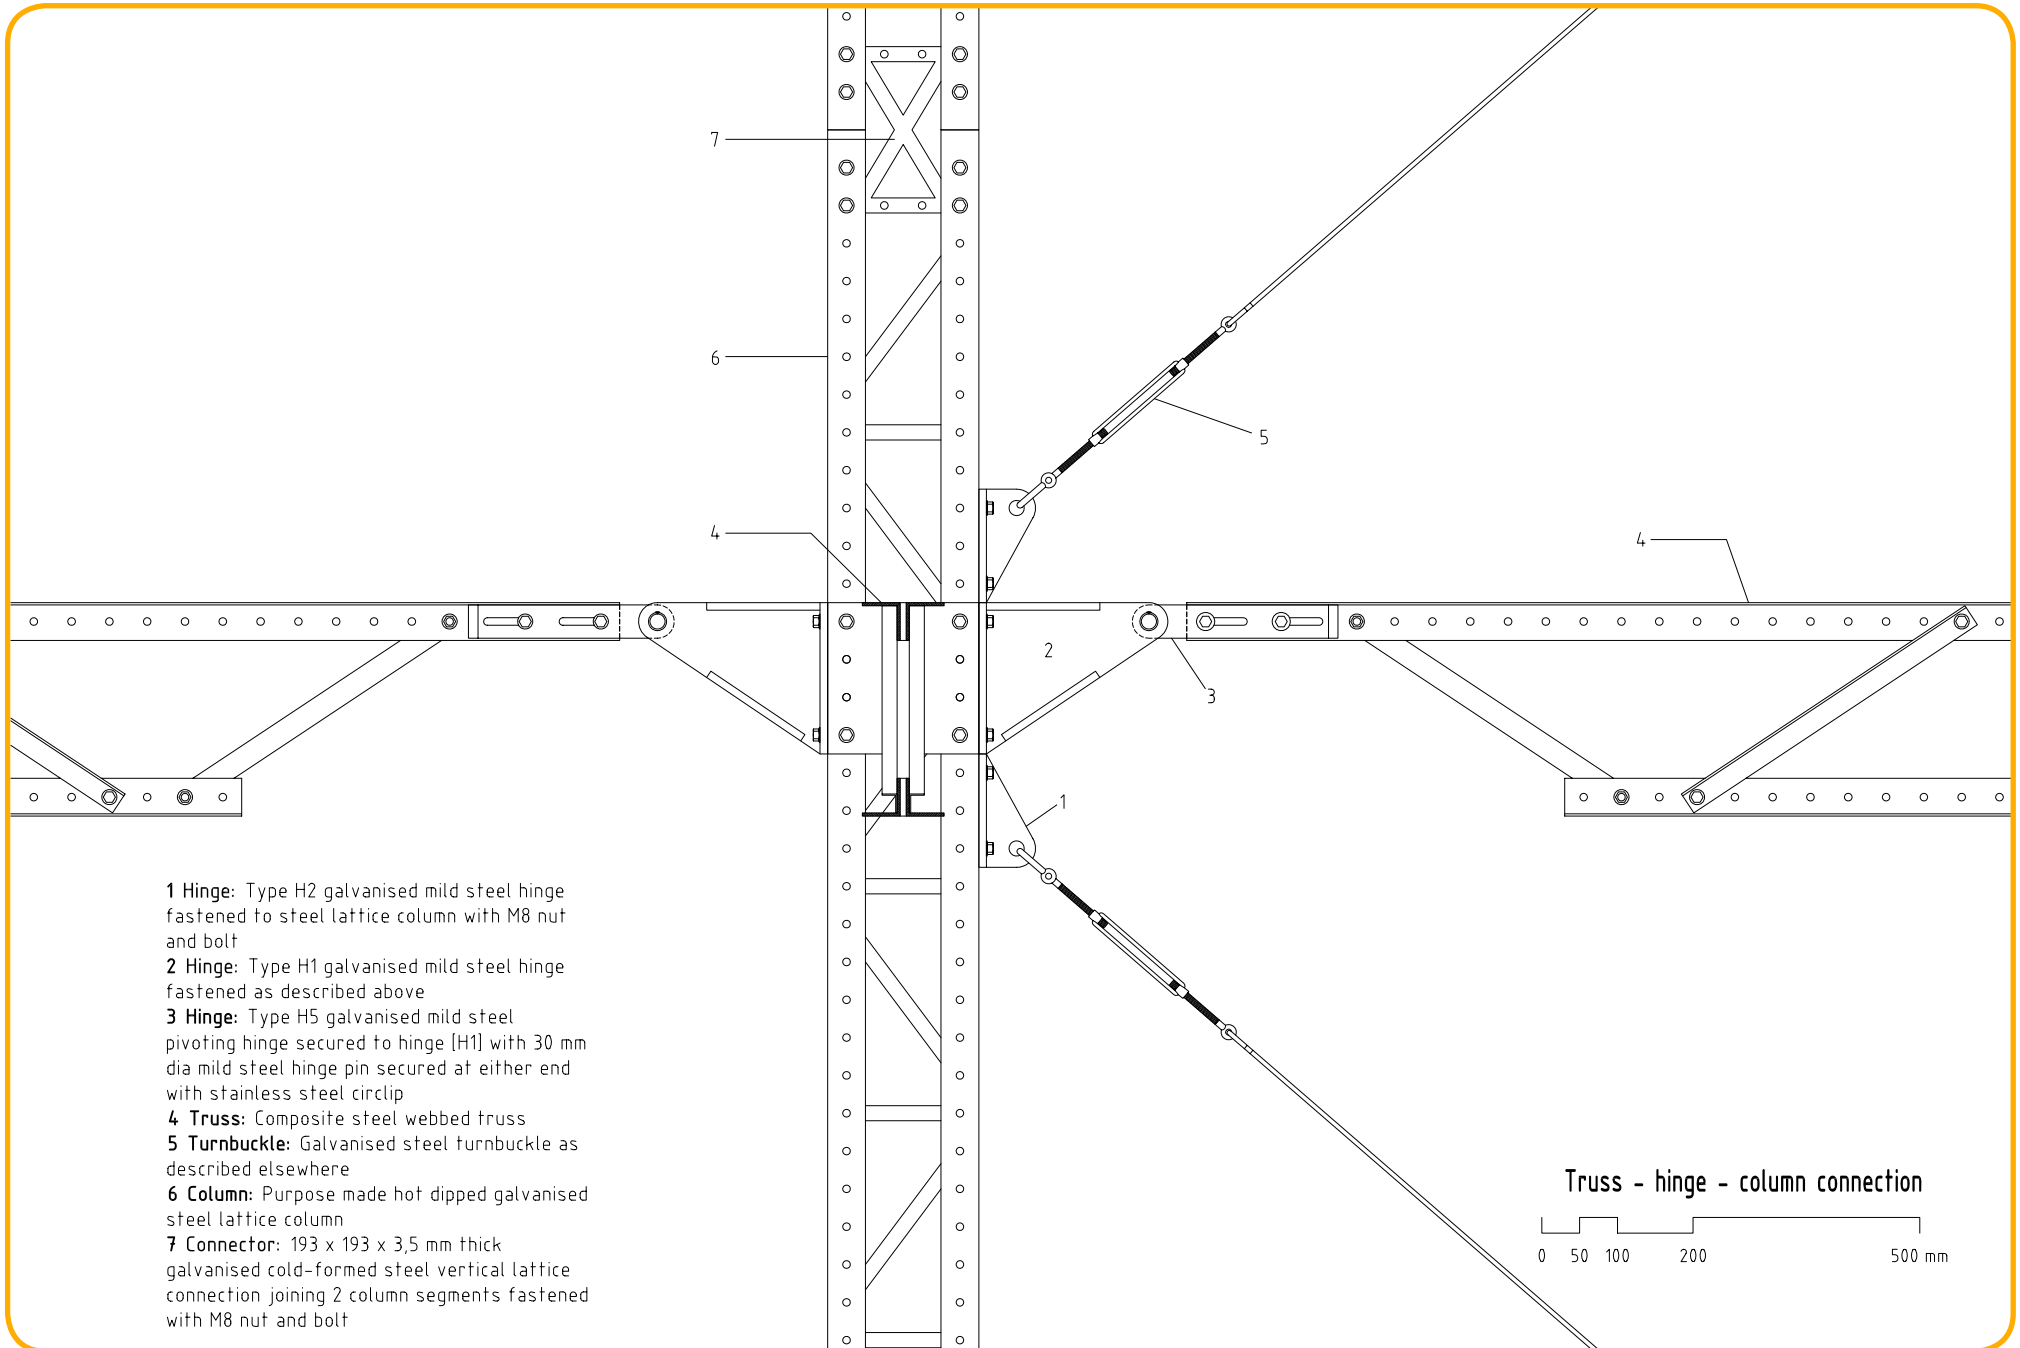 7
6
5
4
4
2
3
1
1 Hinge: Type H2 galvanised mild steel hinge
fastened to steel lattice column with M8 nut
and bolt
2 Hinge: Type H1 galvanised mild steel hinge
fastened as described above
3 Hinge: Type H5 galvanised mild steel
pivoting hinge secured to hinge [H1] with 30 mm
dia mild steel hinge pin secured at either end
with stainless steel circlip
4 Truss: Composite steel webbed truss
5 Turnbuckle: Galvanised steel turnbuckle as
described elsewhere
6 Column: Purpose made hot dipped galvanised
steel lattice column
7 Connector: 193 x 193 x 3,5 mm thick
galvanised cold-formed steel vertical lattice
connection joining 2 column segments fastened
with M8 nut and bolt
Truss - hinge - column connection
0 50 100 200 500 mm